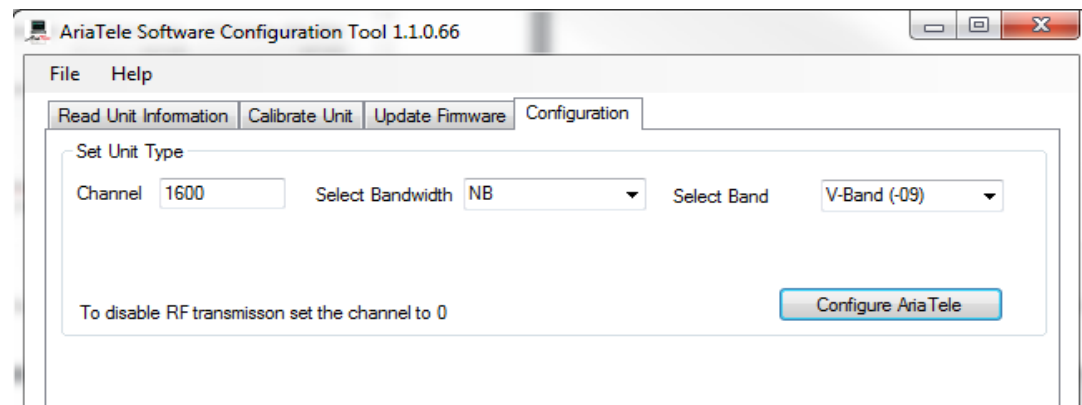 AriaTele Software Configuration Tool 1.1.0.66
File Help
Read Unit Information Calibrate Unit Update Firmware Configuration
Set Unit Type
Channel 1600 Select Bandwidth NB Select Band V-Band (-09)
To disable RF transmisson set the channel to 0 Configure AriaTele